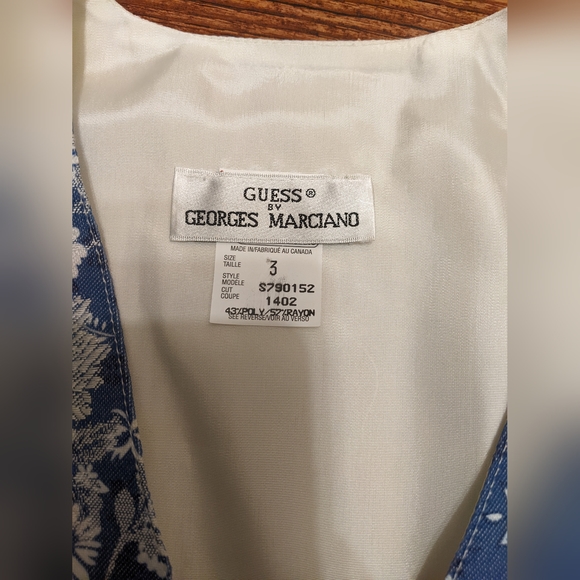 GUESS®
BY
GEORGES MARCIANO
MADE IN/FABRIQUÉ AU CANADA
SIZE
TAILLE 3
STYLE
MODELE S790152
CUT
COUPE 1402
43%POLY/57%RAYON
SEE REVERSE/VOIR AU VERSO